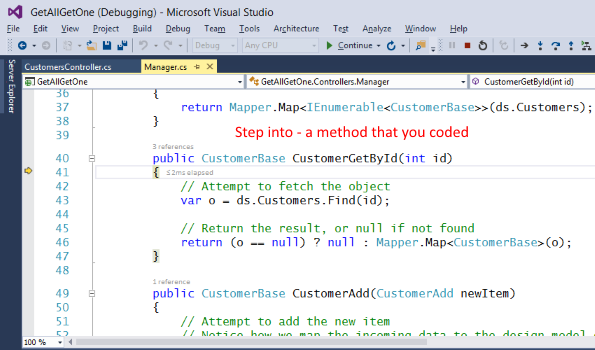 GetAllGetOne (Debugging) - Microsoft Visual Studio
File Edit View Project Build Debug Team Tools Architecture Test Analyze Window
Debug Any CPU Continue
Server Explorer
CustomersController.cs Manager.cs
GetAllGetOne GetAllGetOne.Controllers.Manager CustomerGetById(int id)
36 {
37 return Mapper.Map<IEnumerable<CustomerBase>>(ds.Customers);
38 }
39 Step into - a method that you coded
3 references
40 public CustomerBase CustomerGetById(int id)
41 { ≤2ms elapsed
42 // Attempt to fetch the object
43 var o = ds.Customers.Find(id);
44
45 // Return the result, or null if not found
46 return (o == null) ? null : Mapper.Map<CustomerBase>(o);
47 }
48
1 reference
49 public CustomerBase CustomerAdd(CustomerAdd newItem)
50 {
51 // Attempt to add the new item
52 // Notice how we map the incoming data to the design model
100 %